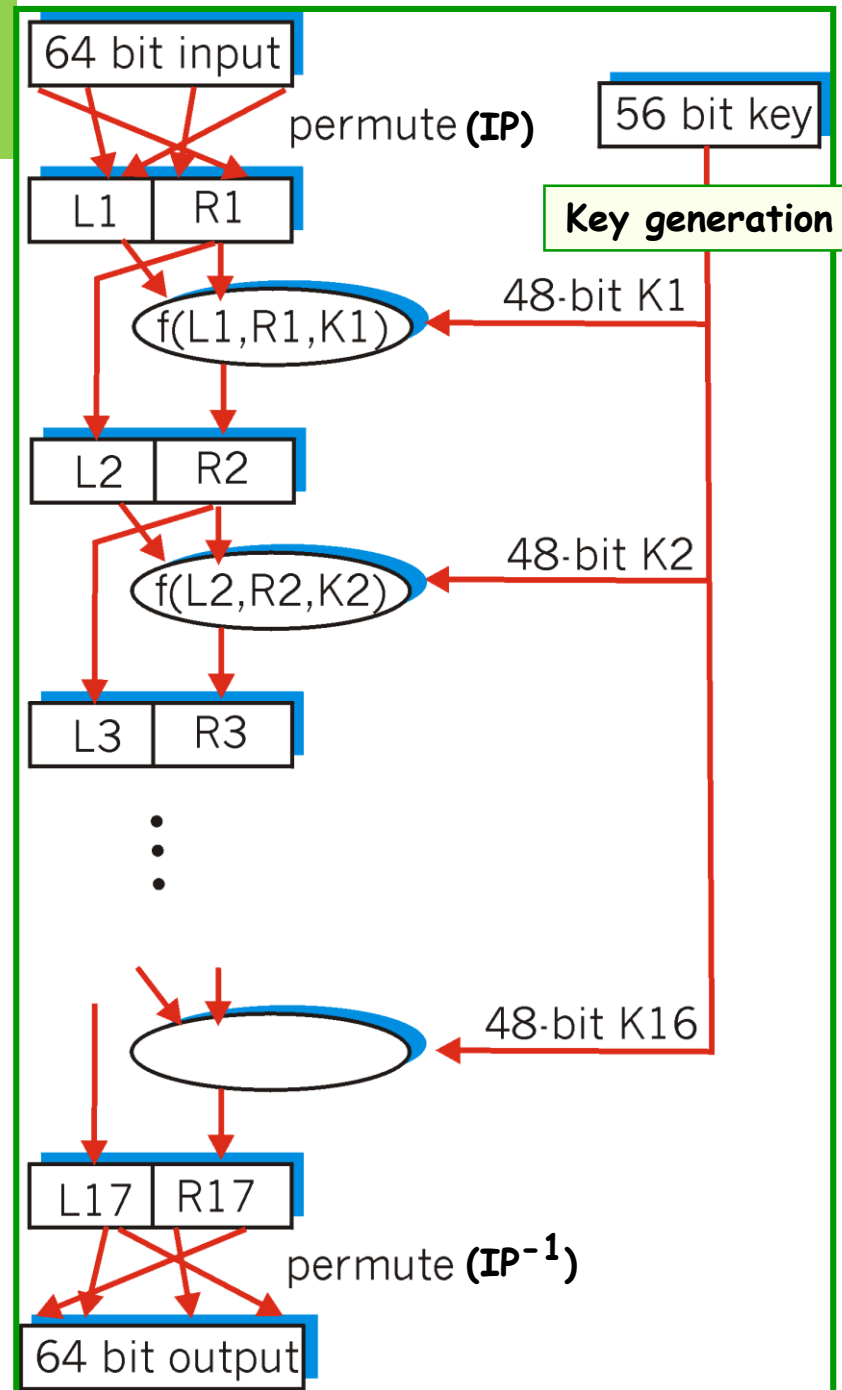 64 bit input
permute (IP)
56 bit key
L1 R1
Key generation
48-bit K1
f(L1,R1,K1)
L2 R2
48-bit K2
f(L2,R2,K2)
L3 R3
48-bit K16
L17 R17
permute (IP⁻¹)
64 bit output